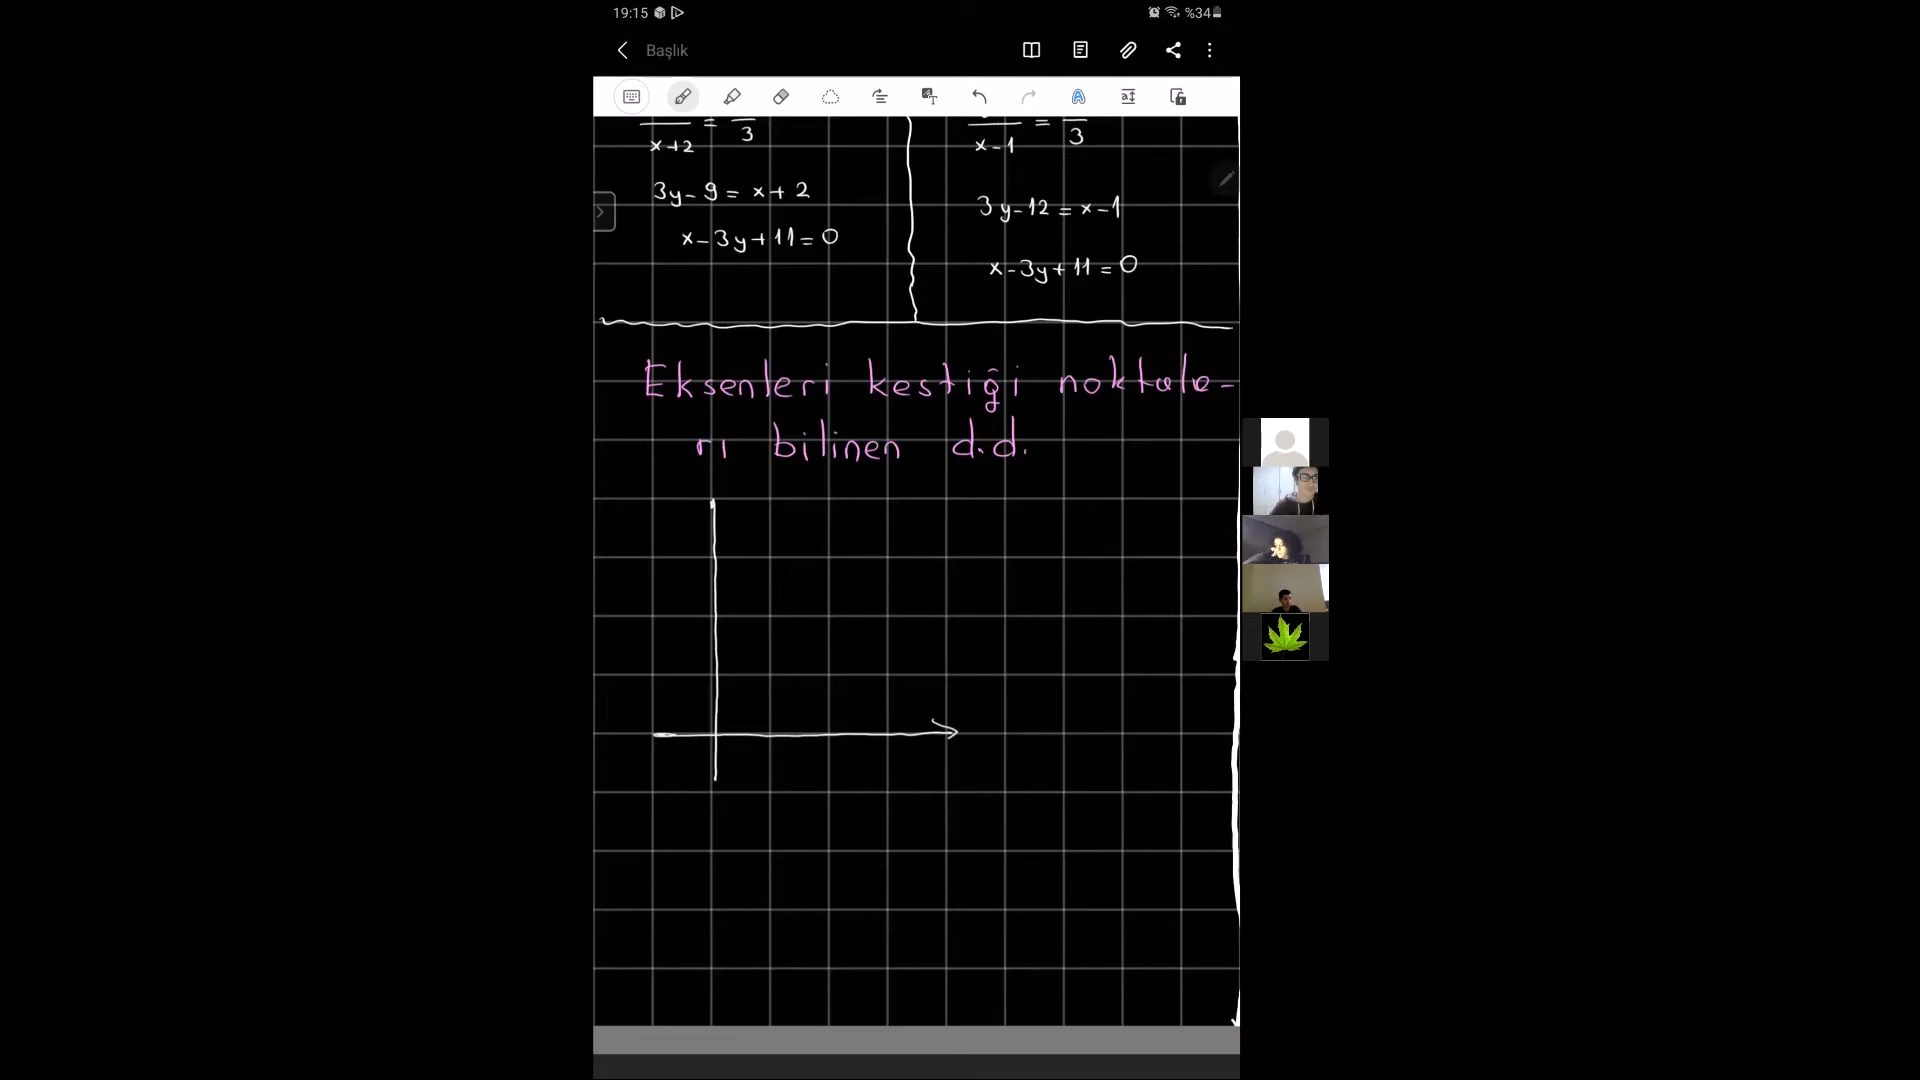 19:15 %34
Başlık
x+2 = 3
3y-9 = x+2
x-3y+11=0
x-1 = 3
3y-12=x-1
x-3y+11=0
Eksenleri kestiği noktala-
rı bilinen d.d.